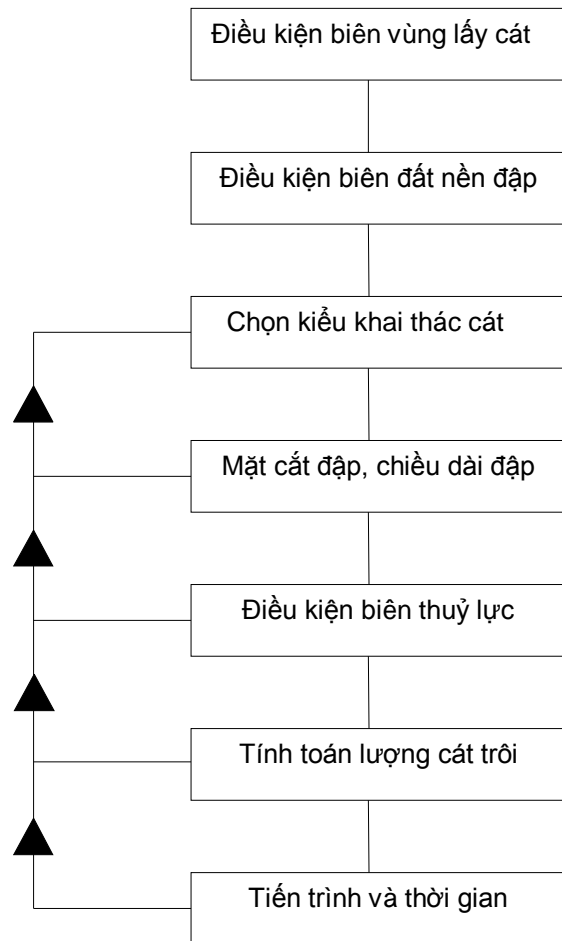 Điều kiện biên vùng lấy cát
Điều kiện biên đất nền đập
Chọn kiểu khai thác cát
Mặt cắt đập, chiều dài đập
Điều kiện biên thuỷ lực
Tính toán lượng cát trôi
Tiến trình và thời gian